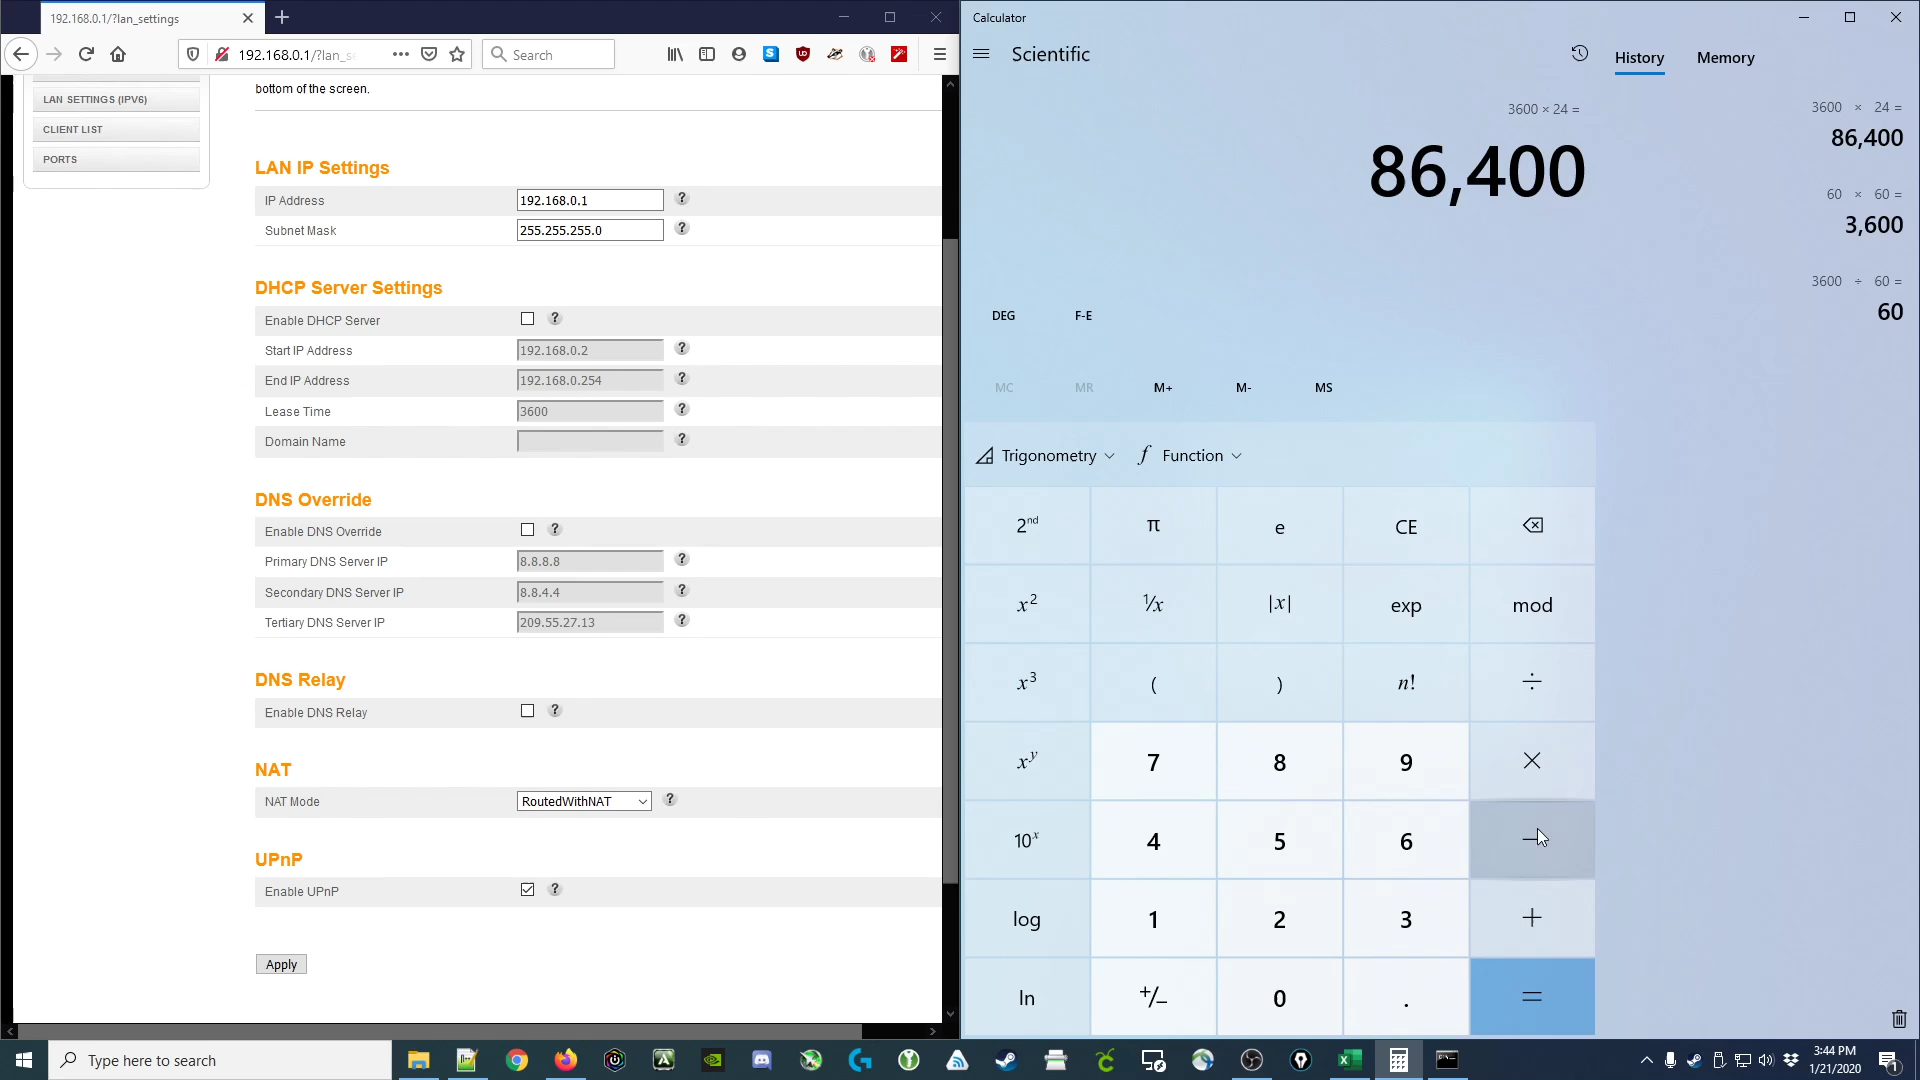 192.168.0.1/?lan_settings
192.168.0.1/?lan_se
Search
LAN SETTINGS (IPV6)
CLIENT LIST
PORTS
bottom of the screen.
LAN IP Settings
IP Address 192.168.0.1 ?
Subnet Mask 255.255.255.0 ?
DHCP Server Settings
Enable DHCP Server ?
Start IP Address 192.168.0.2 ?
End IP Address 192.168.0.254 ?
Lease Time 3600 ?
Domain Name ?
DNS Override
Enable DNS Override ?
Primary DNS Server IP 8.8.8.8 ?
Secondary DNS Server IP 8.8.4.4 ?
Tertiary DNS Server IP 209.55.27.13 ?
DNS Relay
Enable DNS Relay ?
NAT
NAT Mode RoutedWithNAT ?
UPnP
Enable UPnP ?
Apply
Calculator
Scientific
History Memory
3600 × 24 =
86,400
3600 × 24 =
86,400
60 × 60 =
3,600
3600 ÷ 60 =
60
DEG F-E
MC MR M+ M- MS
Trigonometry f Function
2nd π e CE
x2 1/x |x| exp mod
x3 ( ) n! ÷
xy 7 8 9 ×
10x 4 5 6 −
log 1 2 3 +
ln +/− 0 . =
Type here to search
3:44 PM
1/21/2020
1